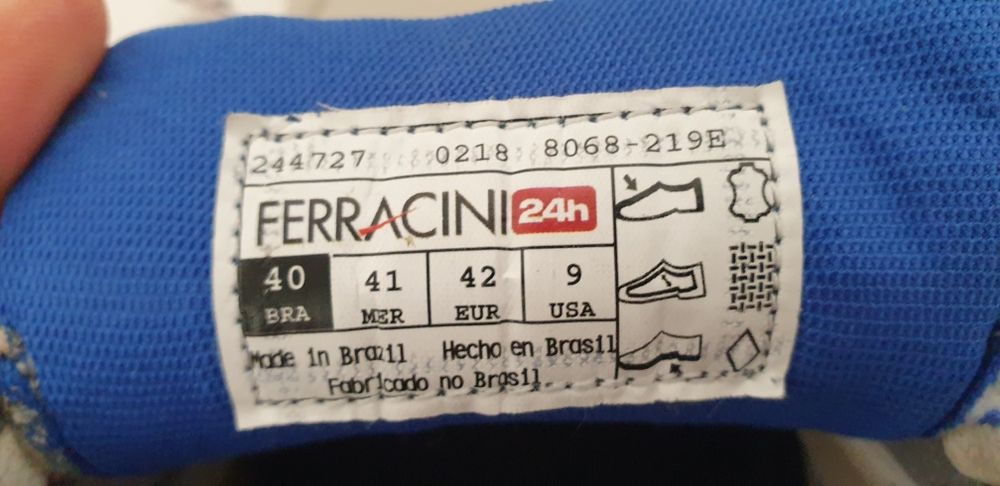 244727 0218 8068-219E
FERRACINI 24h
40 41 42 9
BRA MER EUR USA
Made in Brazil Hecho en Brasil
Fabricado no Brasil